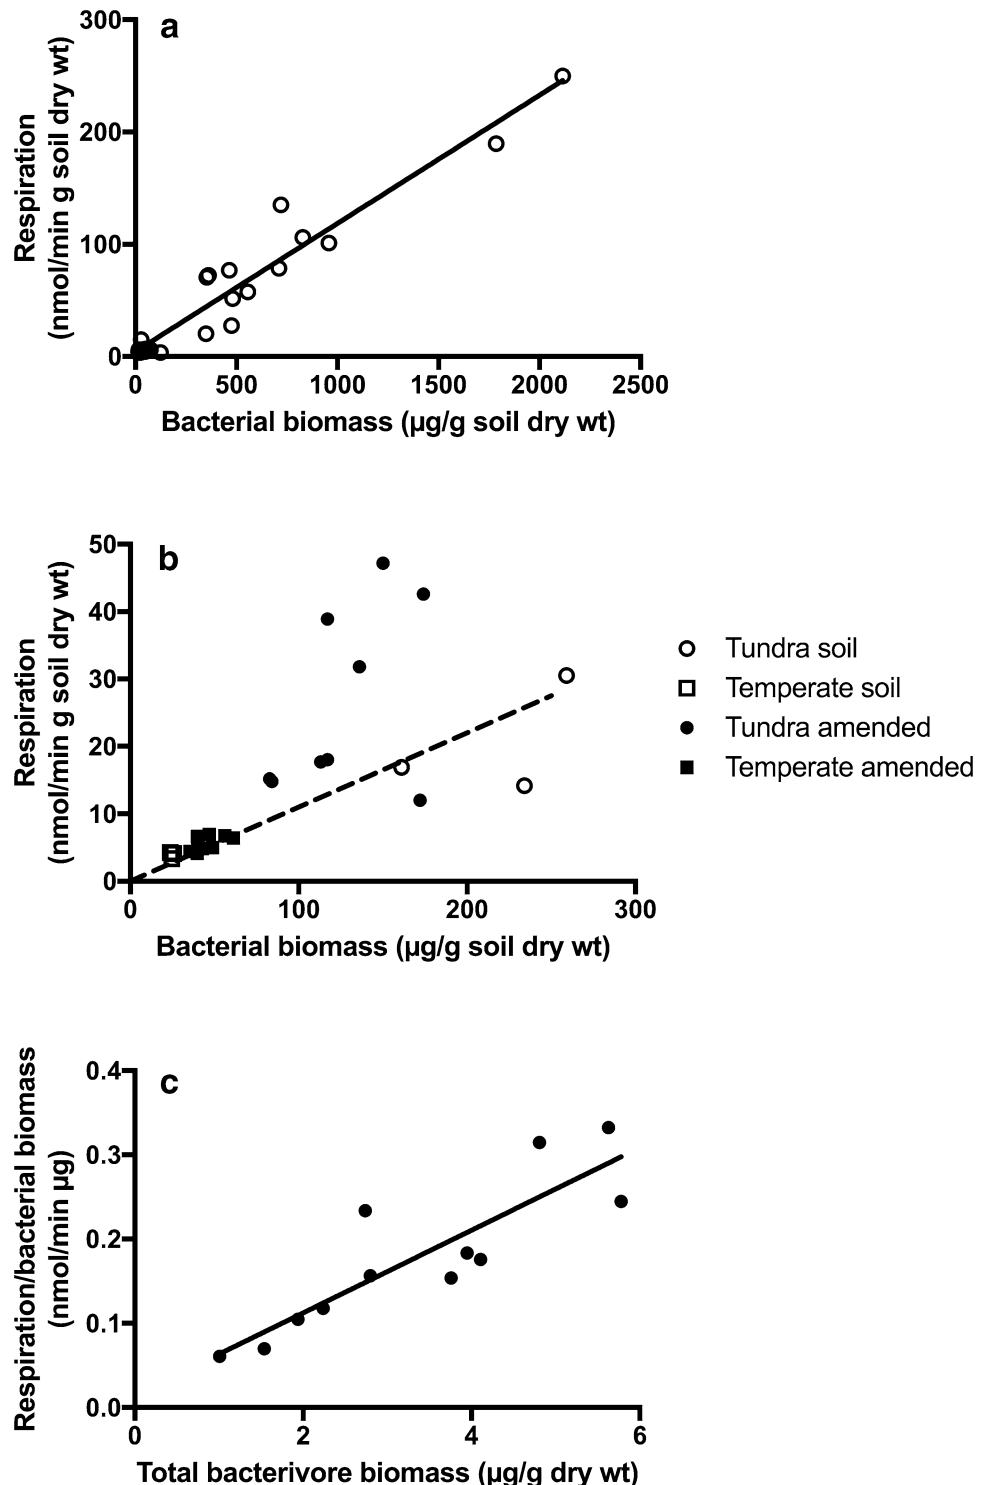 a
300
200
100
0
Respiration
(nmol/min g soil dry wt)
0 500 1000 1500 2000 2500
Bacterial biomass (µg/g soil dry wt)
b
50
40
30
20
10
0
Respiration
(nmol/min g soil dry wt)
0 100 200 300
Bacterial biomass (µg/g soil dry wt)
Tundra soil
Temperate soil
Tundra amended
Temperate amended
c
0.4
0.3
0.2
0.1
0.0
Respiration/bacterial biomass
(nmol/min µg)
0 2 4 6
Total bacterivore biomass (µg/g dry wt)